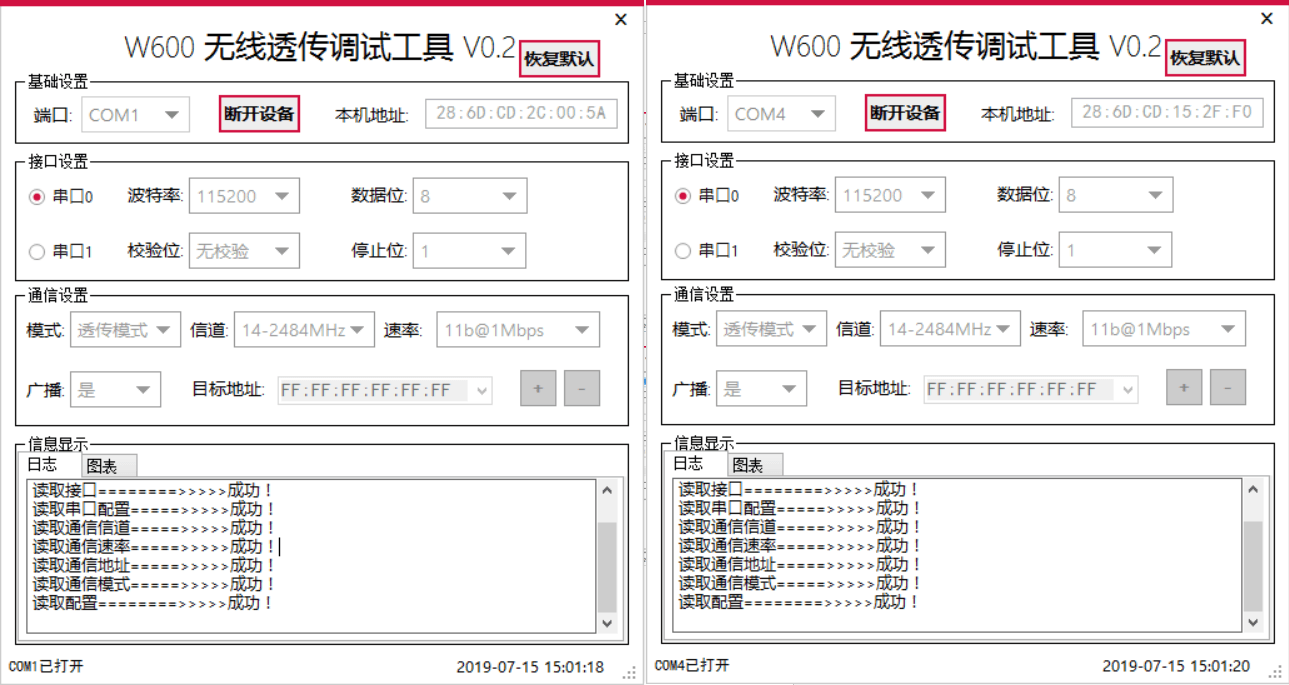 W600 无线透传调试工具 V0.2
恢复默认
基础设置
端口: COM1 断开设备 本机地址: 28:6D:CD:2C:00:5A
接口设置
串口0 波特率: 115200 数据位: 8
串口1 校验位: 无校验 停止位: 1
通信设置
模式: 透传模式 信道: 14-2484MHz 速率: 11b@1Mbps
广播: 是 目标地址: FF:FF:FF:FF:FF:FF + -
信息显示
日志 图表
读取接口========>>>>>成功！
读取串口配置=====>>>>>成功！
读取通信信道=====>>>>>成功！
读取通信速率=====>>>>>成功！
读取通信地址=====>>>>>成功！
读取通信模式=====>>>>>成功！
读取配置========>>>>>成功！
COM1已打开 2019-07-15 15:01:18
W600 无线透传调试工具 V0.2
恢复默认
基础设置
端口: COM4 断开设备 本机地址: 28:6D:CD:15:2F:F0
接口设置
串口0 波特率: 115200 数据位: 8
串口1 校验位: 无校验 停止位: 1
通信设置
模式: 透传模式 信道: 14-2484MHz 速率: 11b@1Mbps
广播: 是 目标地址: FF:FF:FF:FF:FF:FF + -
信息显示
日志 图表
读取接口========>>>>>成功！
读取串口配置=====>>>>>成功！
读取通信信道=====>>>>>成功！
读取通信速率=====>>>>>成功！
读取通信地址=====>>>>>成功！
读取通信模式=====>>>>>成功！
读取配置========>>>>>成功！
COM4已打开 2019-07-15 15:01:20